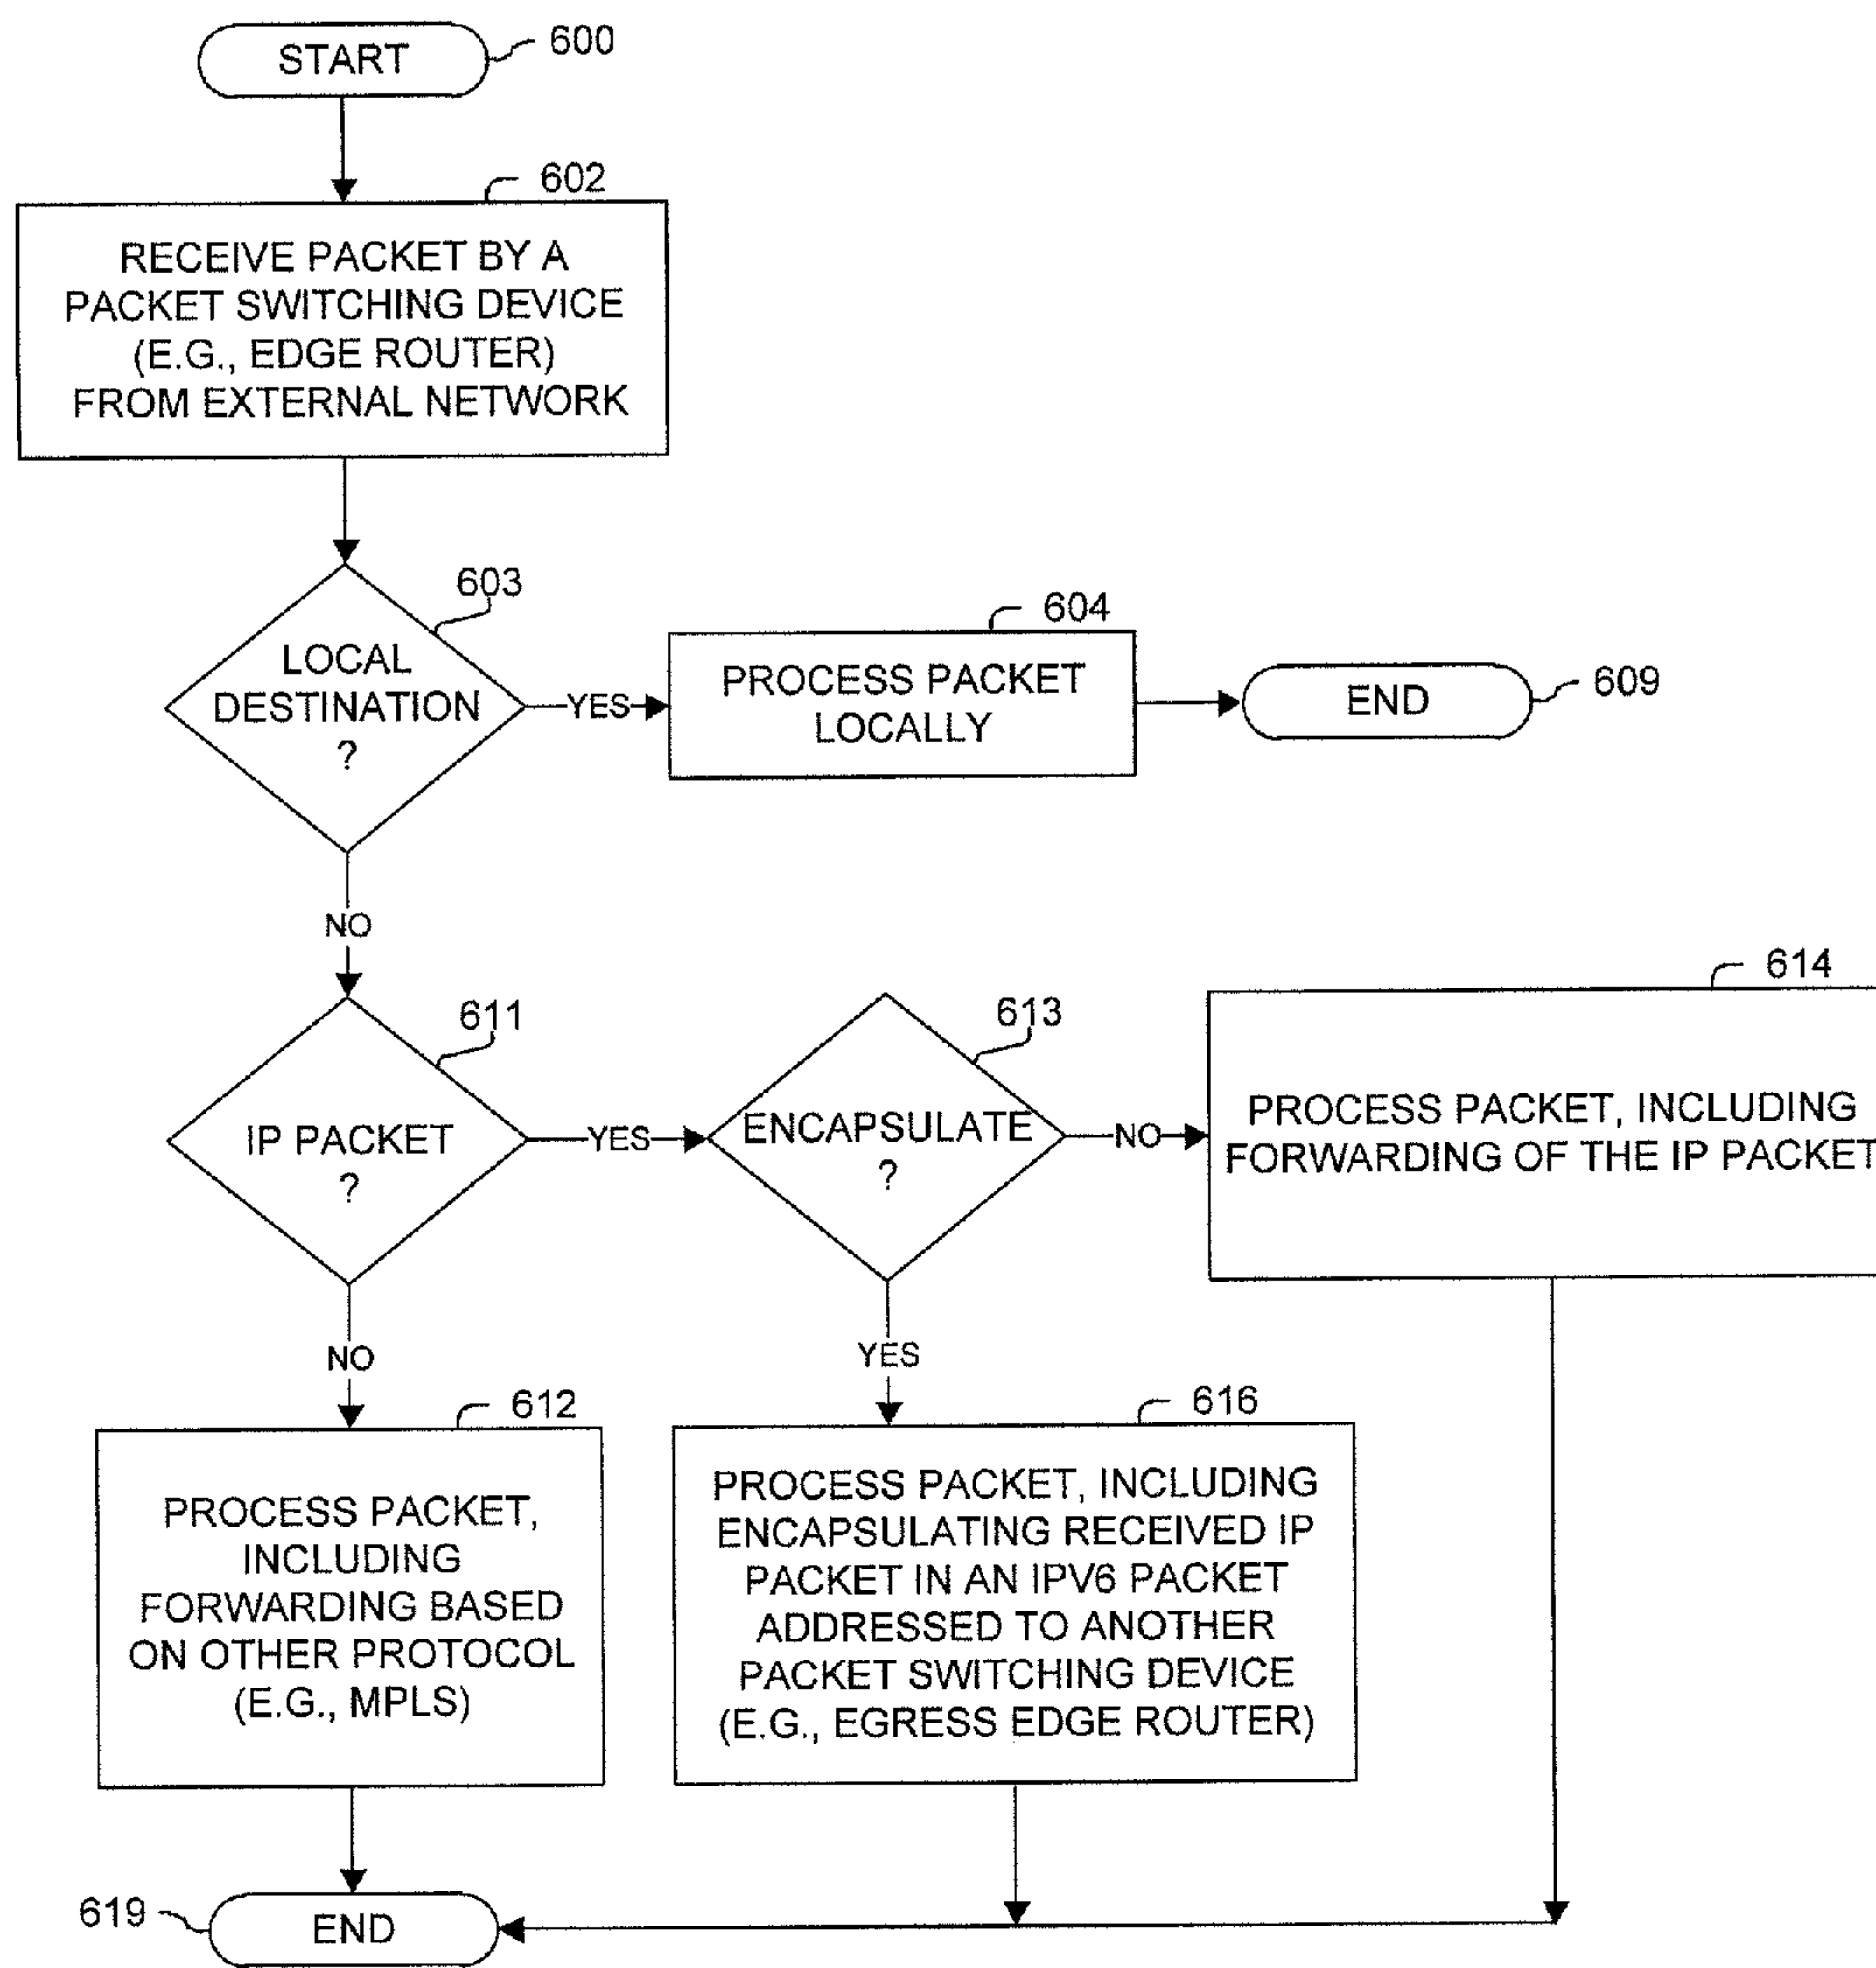 START
600
602
RECEIVE PACKET BY A
PACKET SWITCHING DEVICE
(E.G., EDGE ROUTER)
FROM EXTERNAL NETWORK
603
LOCAL
DESTINATION
?
YES
604
PROCESS PACKET
LOCALLY
END
609
NO
611
IP PACKET
?
YES
613
ENCAPSULATE
?
NO
614
PROCESS PACKET, INCLUDING
FORWARDING OF THE IP PACKET
NO
YES
612
PROCESS PACKET,
INCLUDING
FORWARDING BASED
ON OTHER PROTOCOL
(E.G., MPLS)
616
PROCESS PACKET, INCLUDING
ENCAPSULATING RECEIVED IP
PACKET IN AN IPV6 PACKET
ADDRESSED TO ANOTHER
PACKET SWITCHING DEVICE
(E.G., EGRESS EDGE ROUTER)
619
END